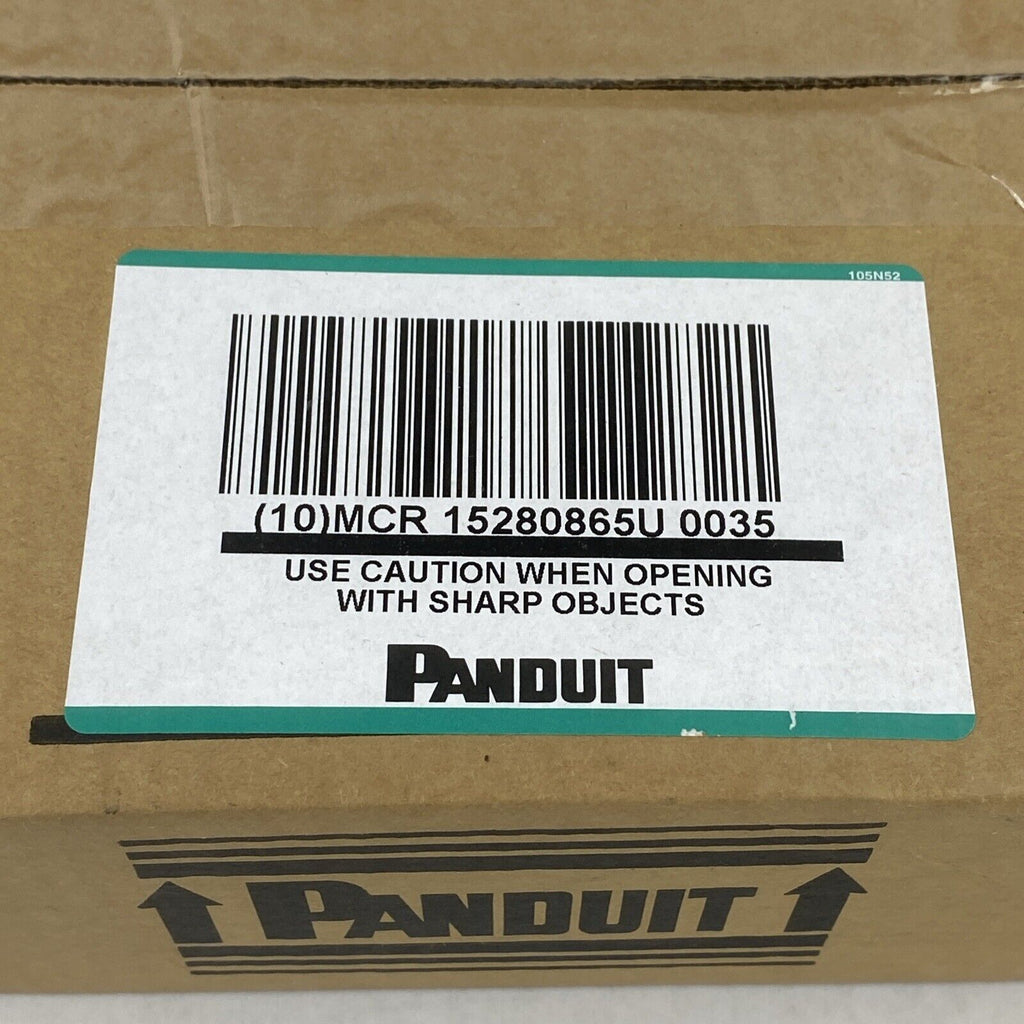 105N52
(10)MCR 15280865U 0035
USE CAUTION WHEN OPENING
WITH SHARP OBJECTS
PANDUIT
PANDUIT